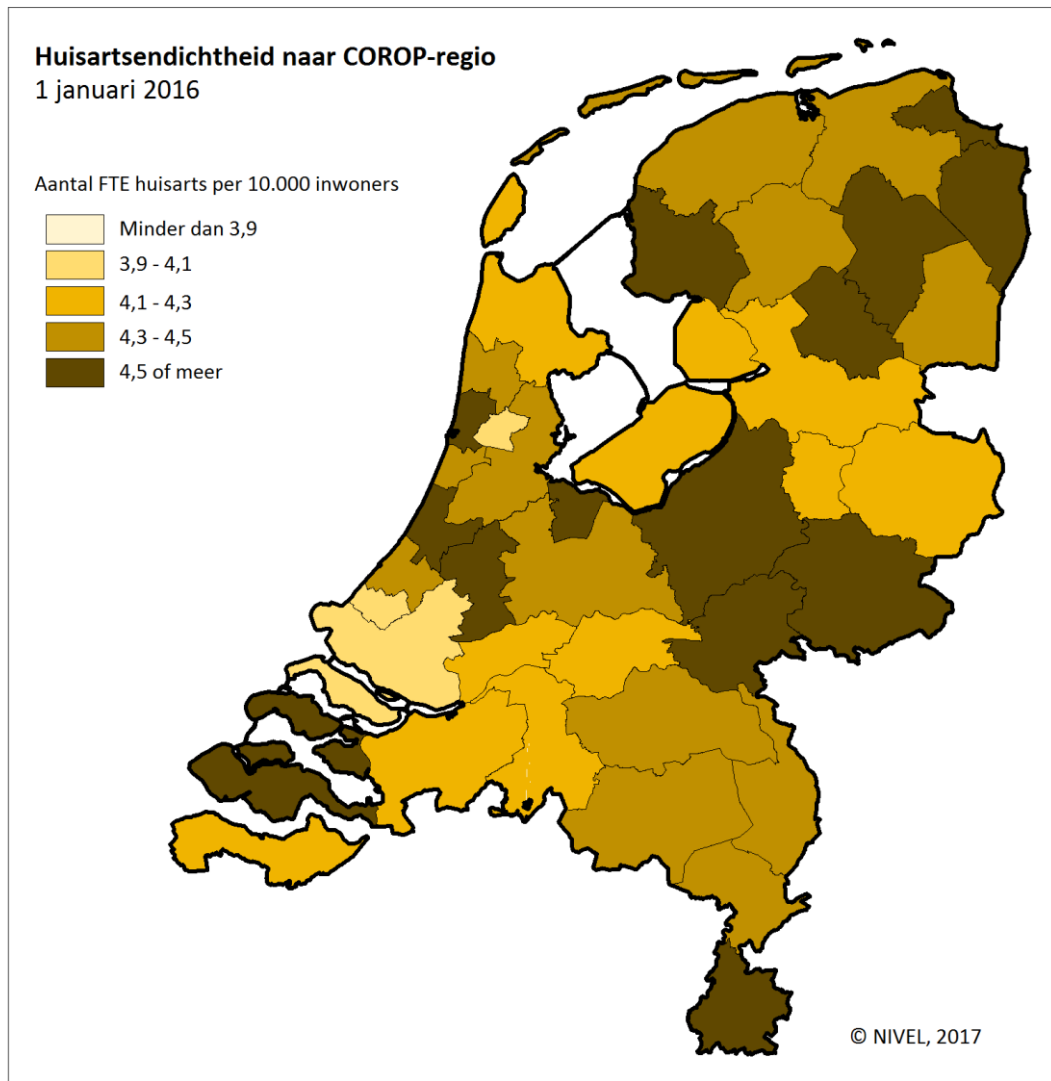 Huisartsendichtheid naar COROP-regio
1 januari 2016
Aantal FTE huisarts per 10.000 inwoners
Minder dan 3,9
3,9 - 4,1
4,1 - 4,3
4,3 - 4,5
4,5 of meer
© NIVEL, 2017